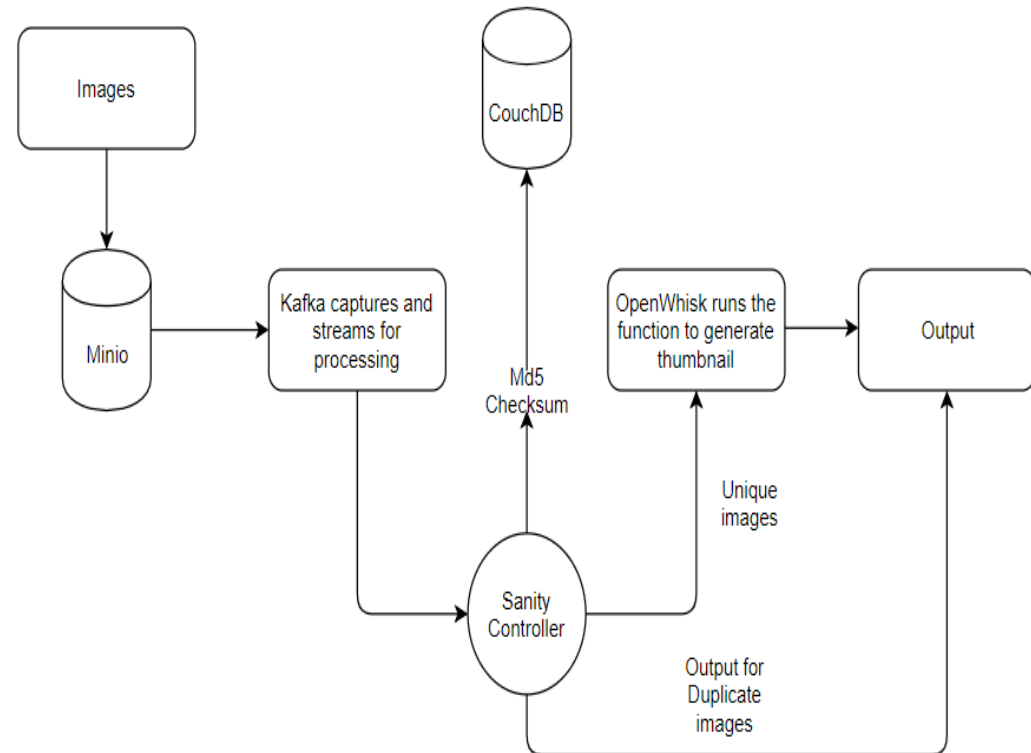 Images
CouchDB
Minio
Kafka captures and
streams for
processing
OpenWhisk runs the
function to generate
thumbnail
Output
Md5
Checksum
Unique
images
Sanity
Controller
Output for
Duplicate
images